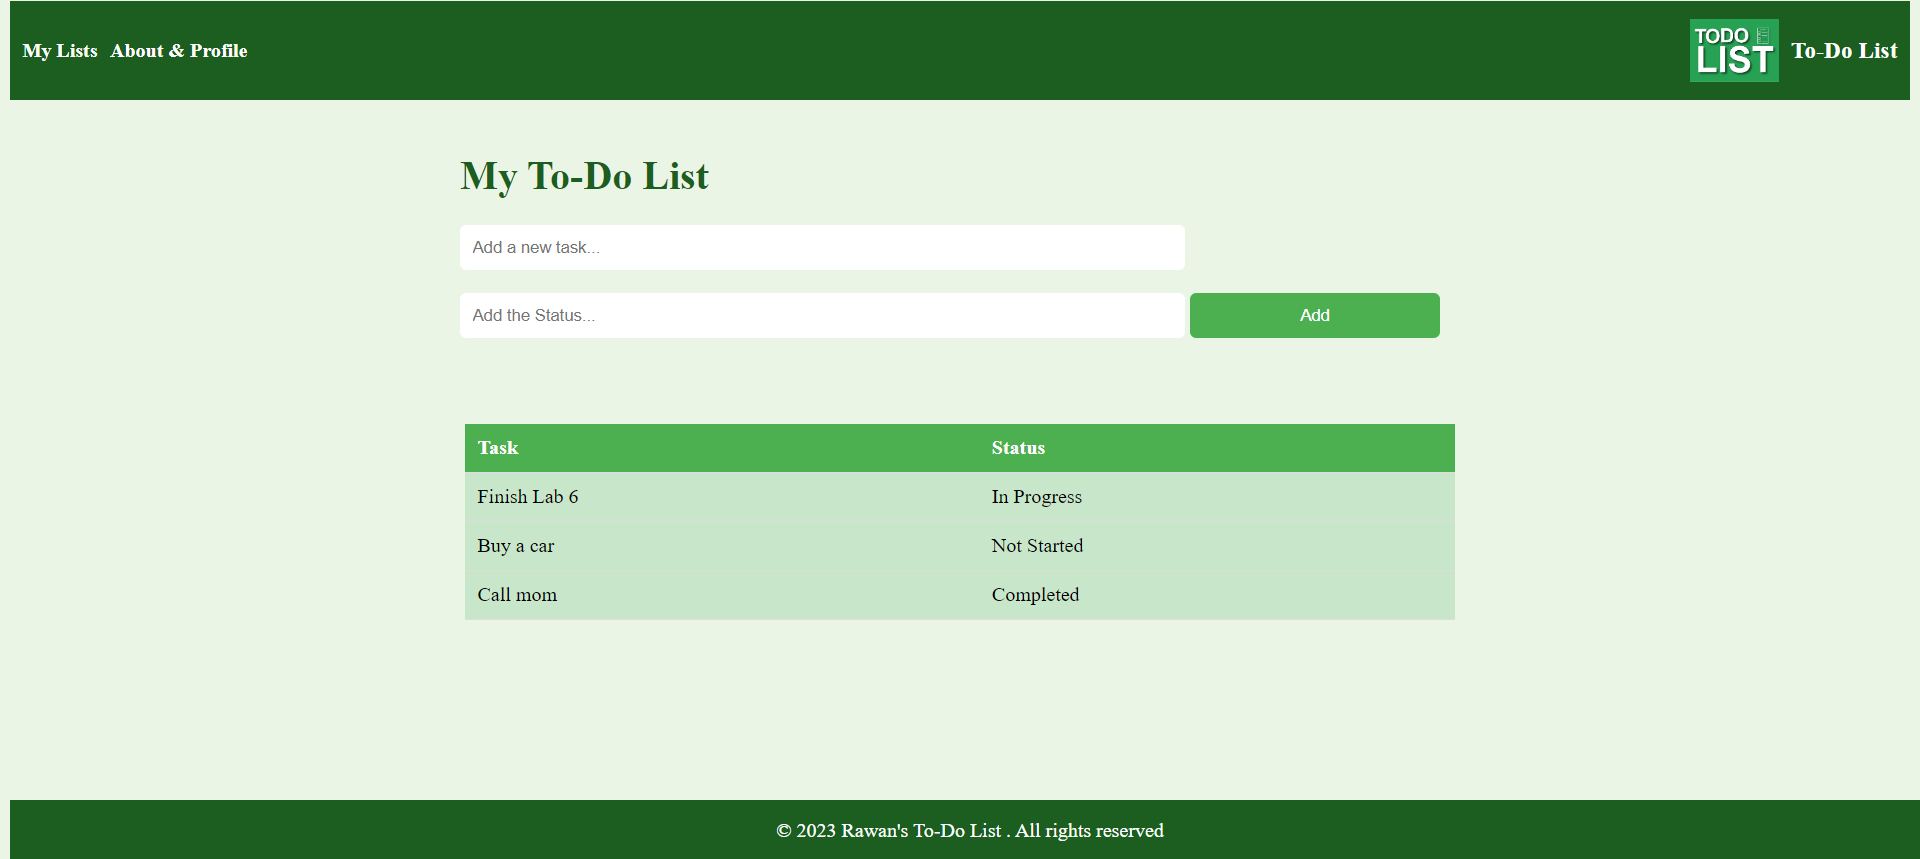 My Lists About & Profile
TODO
LIST
To-Do List
My To-Do List
Add a new task...
Add the Status...
Add
Task Status
Finish Lab 6 In Progress
Buy a car Not Started
Call mom Completed
© 2023 Rawan's To-Do List . All rights reserved